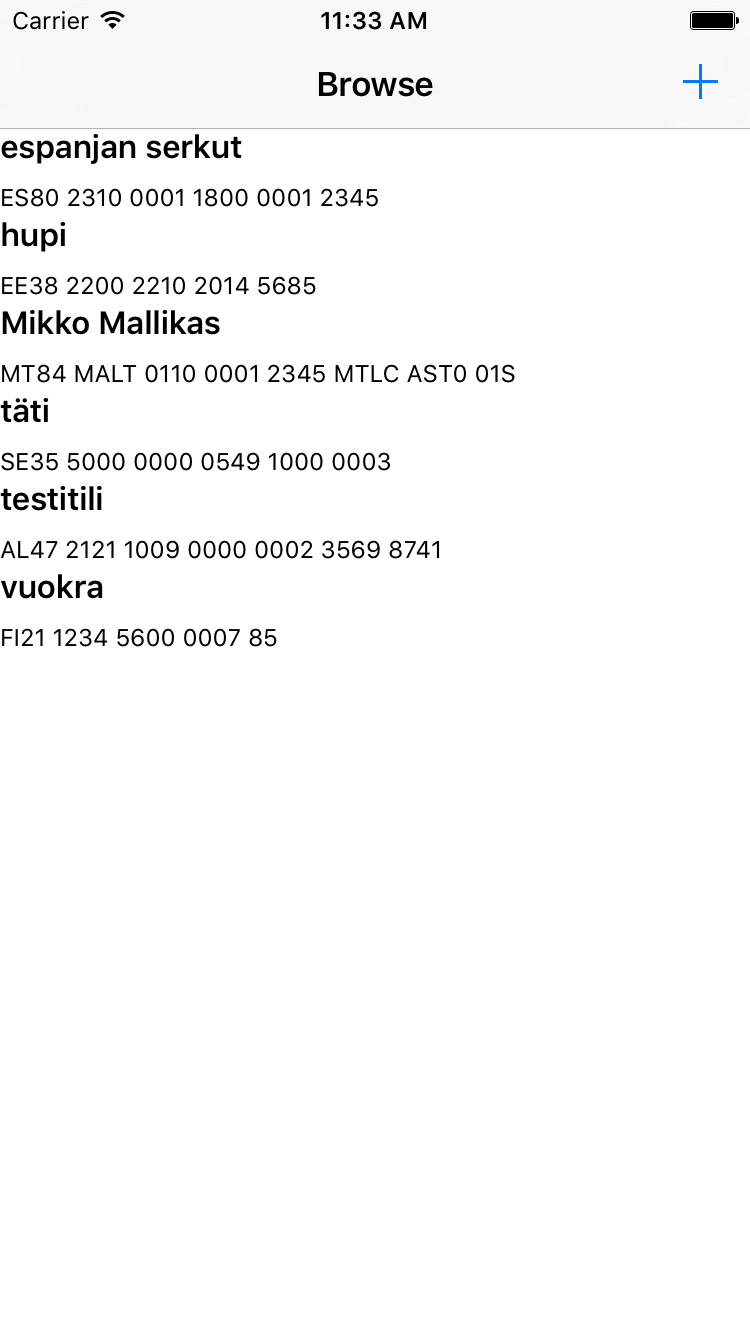 Carrier 11:33 AM
Browse
espanjan serkut
ES80 2310 0001 1800 0001 2345
hupi
EE38 2200 2210 2014 5685
Mikko Mallikas
MT84 MALT 0110 0001 2345 MTLC AST0 01S
täti
SE35 5000 0000 0549 1000 0003
testitili
AL47 2121 1009 0000 0002 3569 8741
vuokra
FI21 1234 5600 0007 85